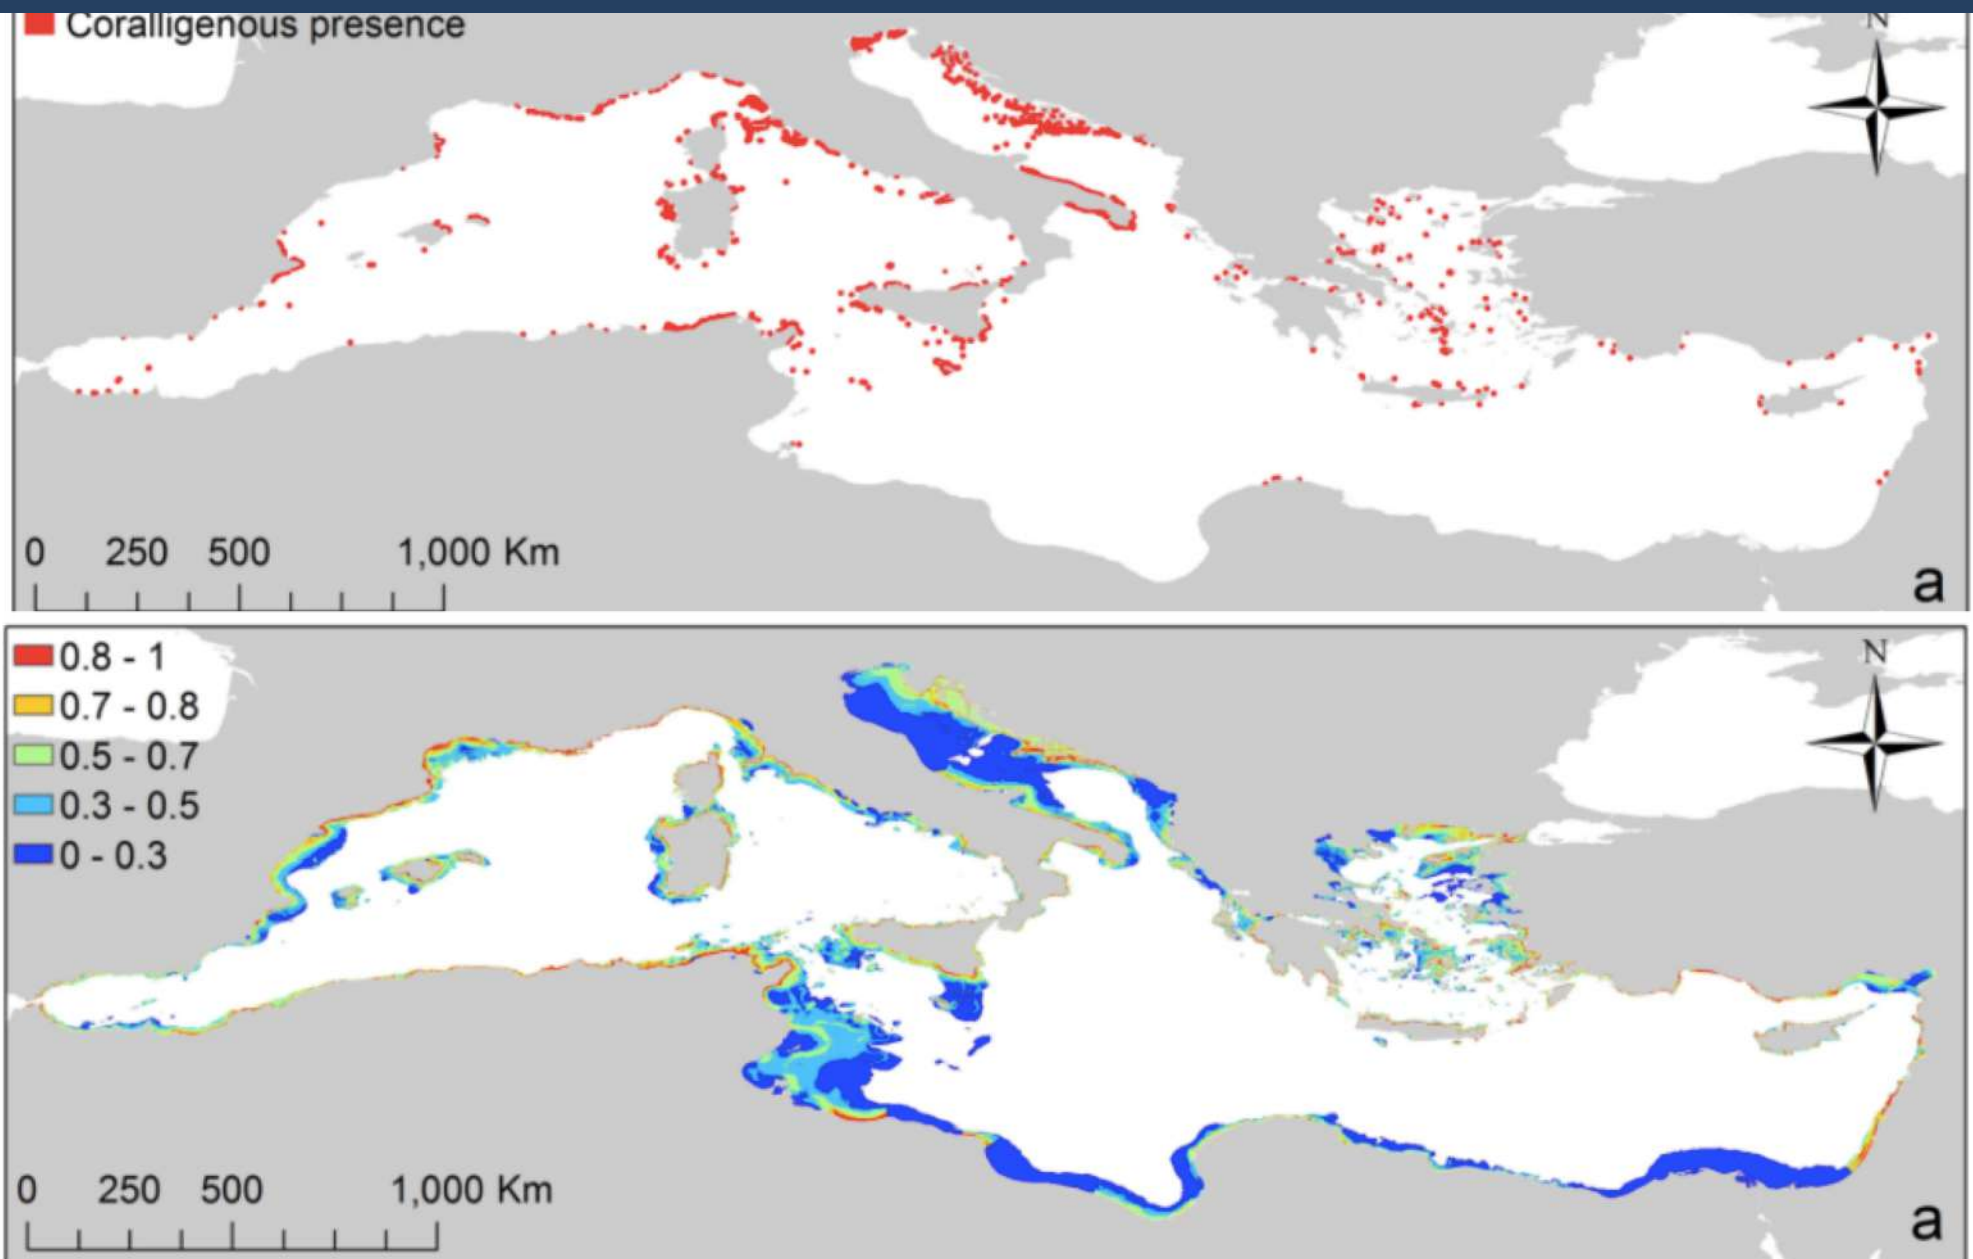 Coralligenous presence
N
0 250 500 1,000 Km
a
0.8 - 1
0.7 - 0.8
0.5 - 0.7
0.3 - 0.5
0 - 0.3
N
0 250 500 1,000 Km
a